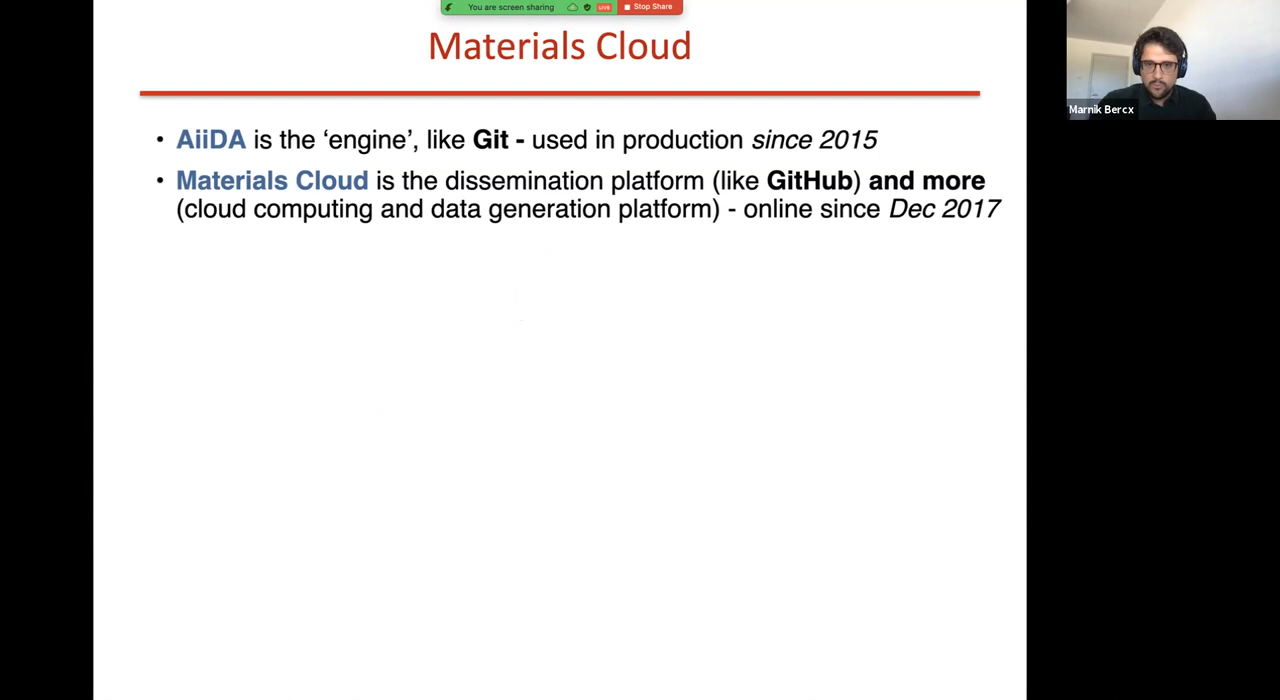 You are screen sharing LIVE Stop Share
Materials Cloud
Marnik Bercx
• AiiDA is the ‘engine’, like Git - used in production since 2015
• Materials Cloud is the dissemination platform (like GitHub) and more
(cloud computing and data generation platform) - online since Dec 2017